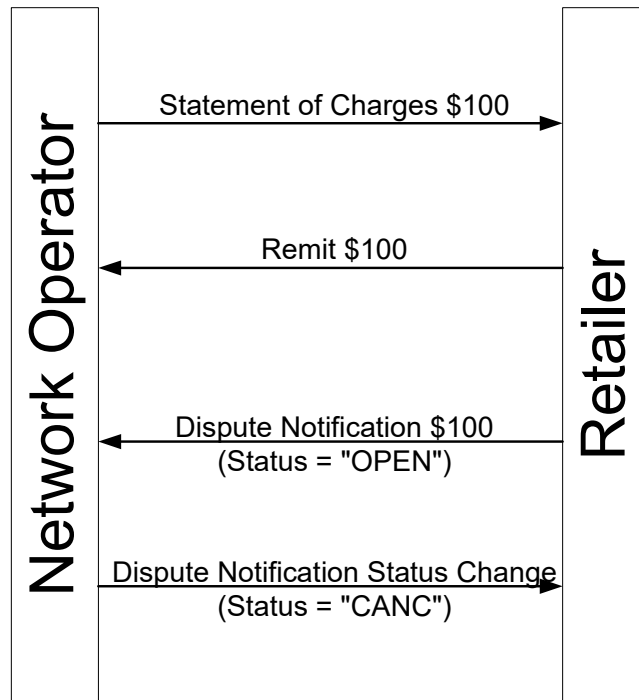 Network Operator
Statement of Charges $100
Remit $100
Dispute Notification $100
(Status = "OPEN")
Dispute Notification Status Change
(Status = "CANC")
Retailer